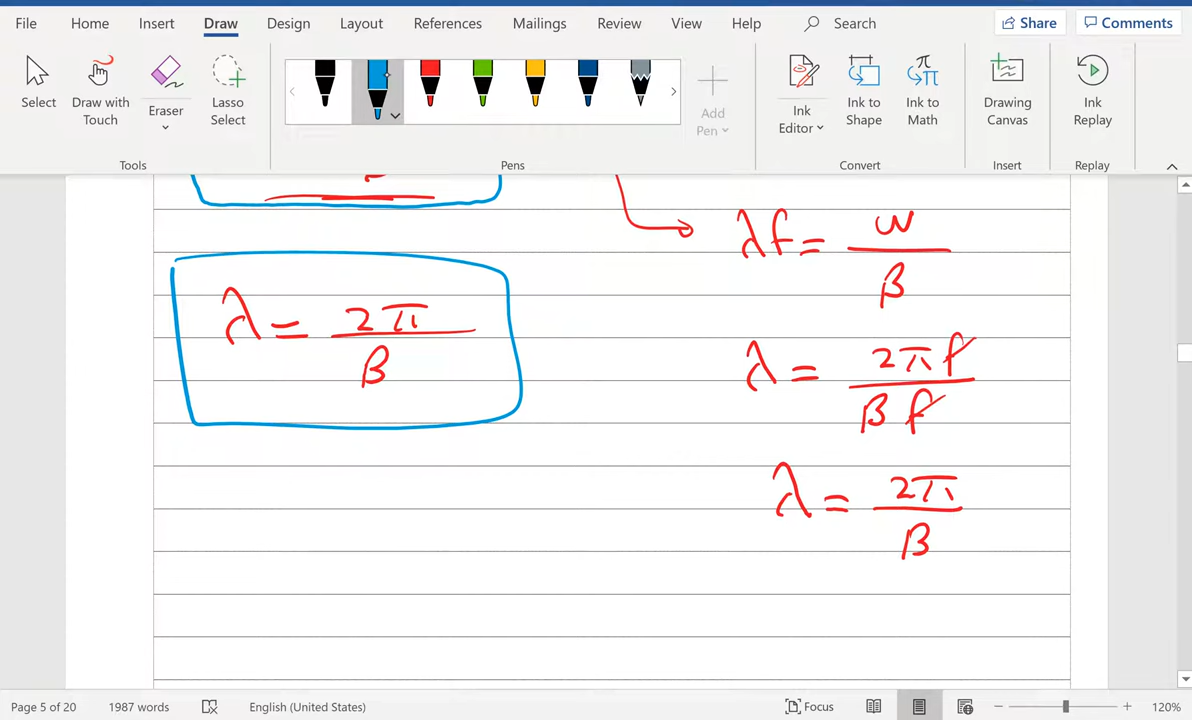 File Home Insert Draw Design Layout References Mailings Review View Help Search Share Comments
Select Draw with Touch Eraser Lasso Select Add Pen Ink Editor Ink to Shape Ink to Math Drawing Canvas Ink Replay
Tools Pens Convert Insert Replay
λf = ω / β
λ = 2π / β
λ = 2πf / βf
λ = 2π / β
Page 5 of 20 1987 words English (United States) Focus 120%